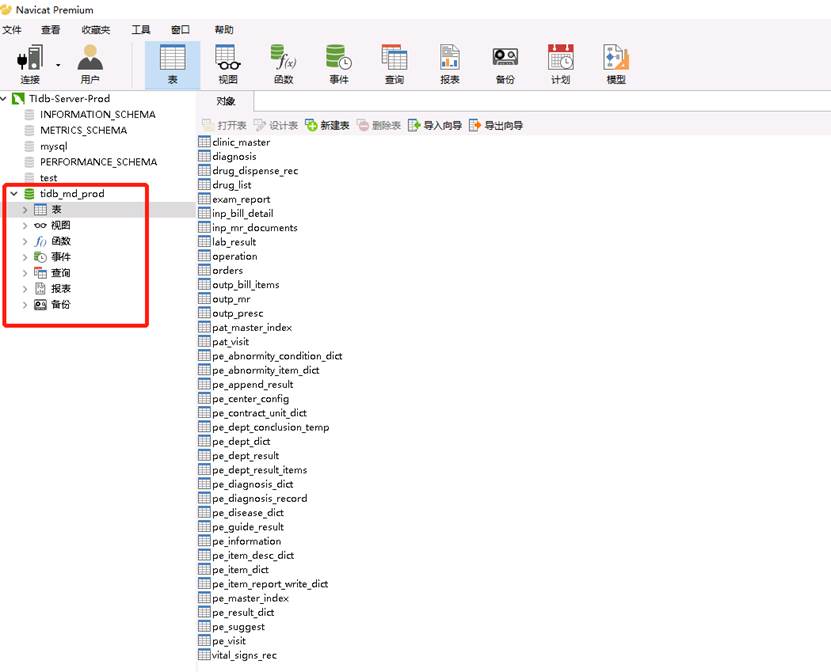 Navicat Premium
文件 查看 收藏夹 工具 窗口 帮助
连接 用户 表 视图 函数 事件 查询 报表 备份 计划 模型
TIdb-Server-Prod
INFORMATION_SCHEMA
METRICS_SCHEMA
mysql
PERFORMANCE_SCHEMA
test
tidb_md_prod
表
视图
函数
事件
查询
报表
备份
对象
打开表 设计表 新建表 删除表 导入向导 导出向导
clinic_master
diagnosis
drug_dispense_rec
drug_list
exam_report
inp_bill_detail
inp_mr_documents
lab_result
operation
orders
outp_bill_items
outp_mr
outp_presc
pat_master_index
pat_visit
pe_abnormity_condition_dict
pe_abnormity_item_dict
pe_append_result
pe_center_config
pe_contract_unit_dict
pe_dept_conclusion_temp
pe_dept_dict
pe_dept_result
pe_dept_result_items
pe_diagnosis_dict
pe_diagnosis_record
pe_disease_dict
pe_guide_result
pe_information
pe_item_desc_dict
pe_item_dict
pe_item_report_write_dict
pe_master_index
pe_result_dict
pe_suggest
pe_visit
vital_signs_rec